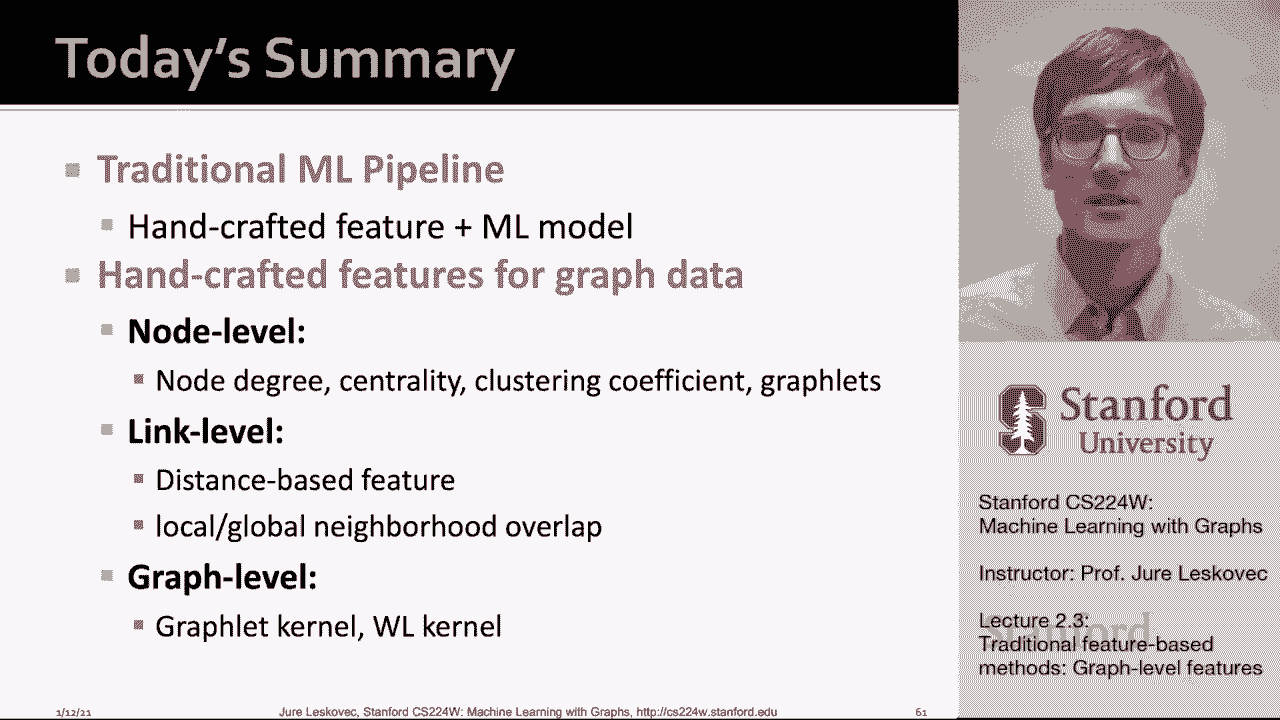 Today's Summary
Traditional ML Pipeline
Hand-crafted feature + ML model
Hand-crafted features for graph data
Node-level:
Node degree, centrality, clustering coefficient, graphlets
Link-level:
Distance-based feature
local/global neighborhood overlap
Graph-level:
Graphlet kernel, WL kernel
1/12/21
Jure Leskovec, Stanford CS224W: Machine Learning with Graphs, http://cs224w.stanford.edu
61
Stanford
University
Stanford CS224W:
Machine Learning with Graphs
Instructor: Prof. Jure Leskovec
Lecture 2.3:
Traditional feature-based
methods: Graph-level features